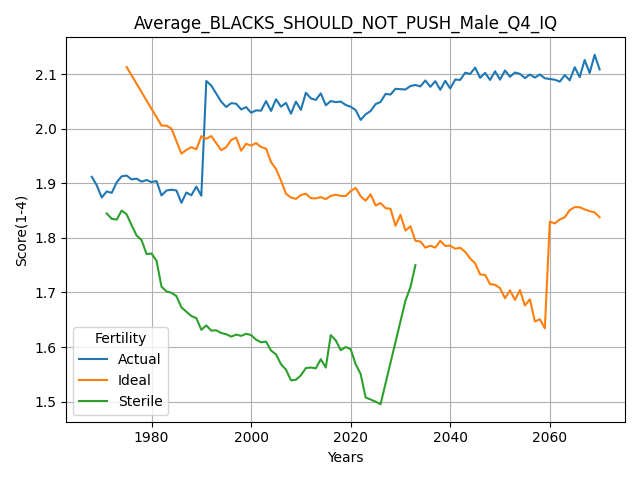 Average_BLACKS_SHOULD_NOT_PUSH_Male_Q4_IQ
Score(1-4)
2.1
2.0
1.9
1.8
1.7
1.6
1.5
Fertility
Actual
Ideal
Sterile
1980
2000
2020
2040
2060
Years